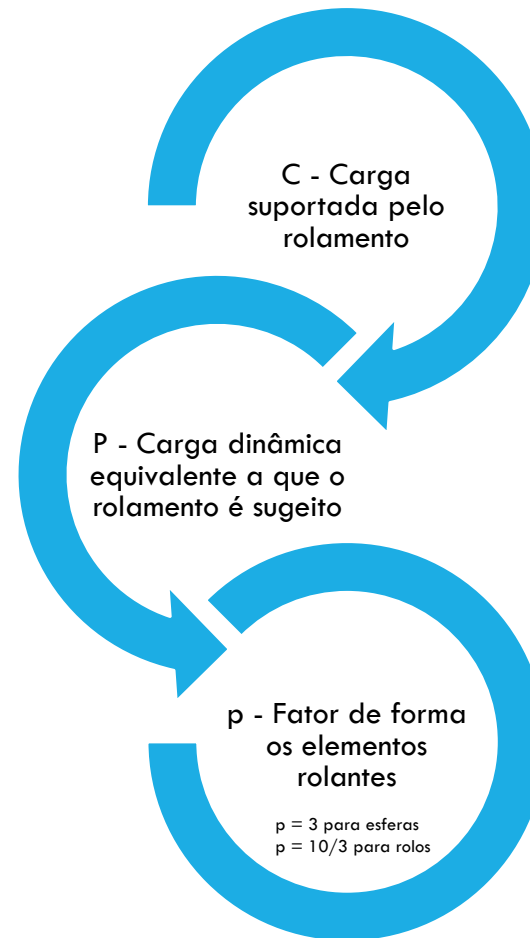 C - Carga
suportada pelo
rolamento
P - Carga dinâmica
equivalente a que o
rolamento é sugeito
p - Fator de forma
os elementos
rolantes
p = 3 para esferas
p = 10/3 para rolos